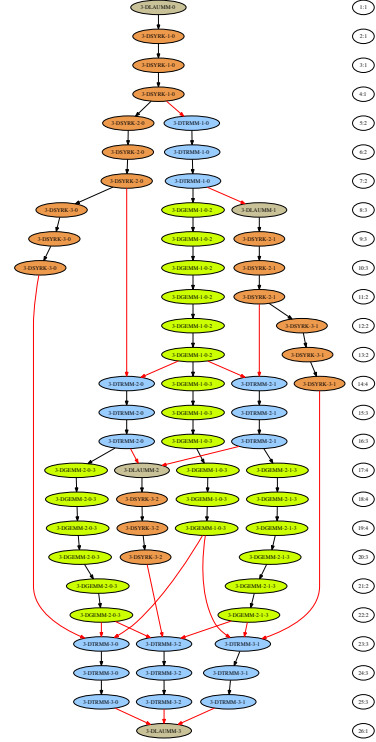 3-DLAUMM-0 1:1
3-DSYRK-1-0 2:1
3-DSYRK-1-0 3:1
3-DSYRK-1-0 4:1
3-DSYRK-2-0 3-DTRMM-1-0 5:2
3-DSYRK-2-0 3-DTRMM-1-0 6:2
3-DSYRK-2-0 3-DTRMM-1-0 7:2
3-DSYRK-3-0 3-DGEMM-1-0-2 3-DLAUMM-1 8:3
3-DSYRK-3-0 3-DGEMM-1-0-2 3-DSYRK-2-1 9:3
3-DSYRK-3-0 3-DGEMM-1-0-2 3-DSYRK-2-1 10:3
3-DGEMM-1-0-2 3-DSYRK-2-1 11:2
3-DGEMM-1-0-2 3-DSYRK-3-1 12:2
3-DGEMM-1-0-2 3-DSYRK-3-1 13:2
3-DTRMM-2-0 3-DGEMM-1-0-3 3-DTRMM-2-1 3-DSYRK-3-1 14:4
3-DTRMM-2-0 3-DGEMM-1-0-3 3-DTRMM-2-1 15:3
3-DTRMM-2-0 3-DGEMM-1-0-3 3-DTRMM-2-1 16:3
3-DGEMM-2-0-3 3-DLAUMM-2 3-DGEMM-1-0-3 3-DGEMM-2-1-3 17:4
3-DGEMM-2-0-3 3-DSYRK-3-2 3-DGEMM-1-0-3 3-DGEMM-2-1-3 18:4
3-DGEMM-2-0-3 3-DSYRK-3-2 3-DGEMM-1-0-3 3-DGEMM-2-1-3 19:4
3-DGEMM-2-0-3 3-DSYRK-3-2 3-DGEMM-2-1-3 20:3
3-DGEMM-2-0-3 3-DGEMM-2-1-3 21:2
3-DGEMM-2-0-3 3-DGEMM-2-1-3 22:2
3-DTRMM-3-0 3-DTRMM-3-2 3-DTRMM-3-1 23:3
3-DTRMM-3-0 3-DTRMM-3-2 3-DTRMM-3-1 24:3
3-DTRMM-3-0 3-DTRMM-3-2 3-DTRMM-3-1 25:3
3-DLAUMM-3 26:1